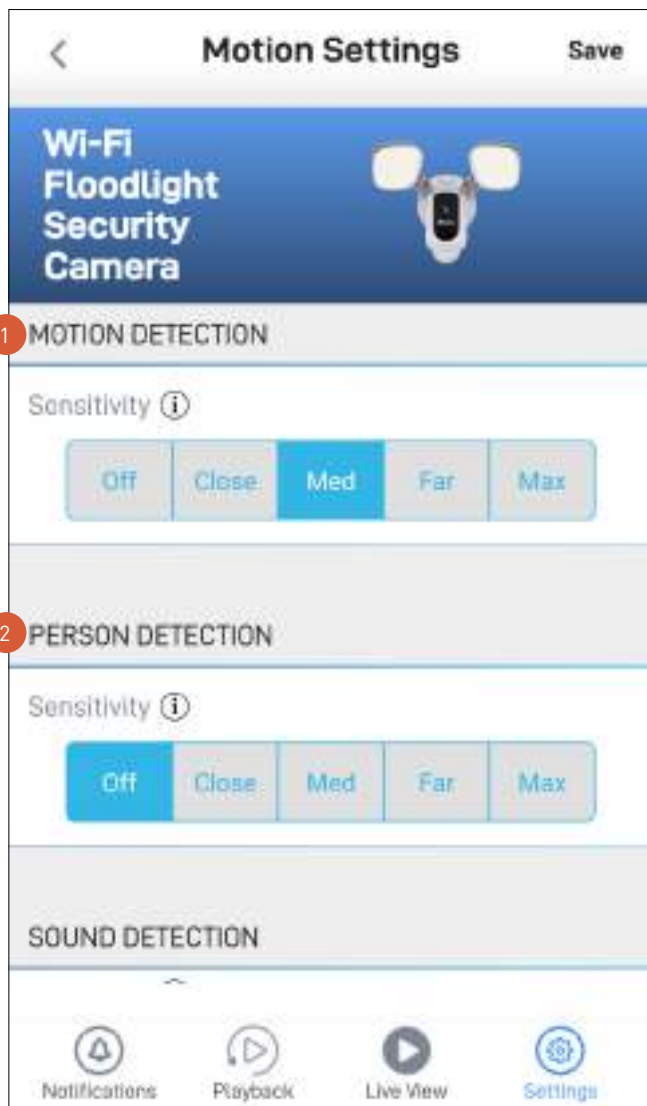 Motion Settings Save
Wi-Fi
Floodlight
Security
Camera
1 MOTION DETECTION
Sensitivity
Off Close Med Far Max
2 PERSON DETECTION
Sensitivity
Off Close Med Far Max
SOUND DETECTION
Notifications Playback Live View Settings